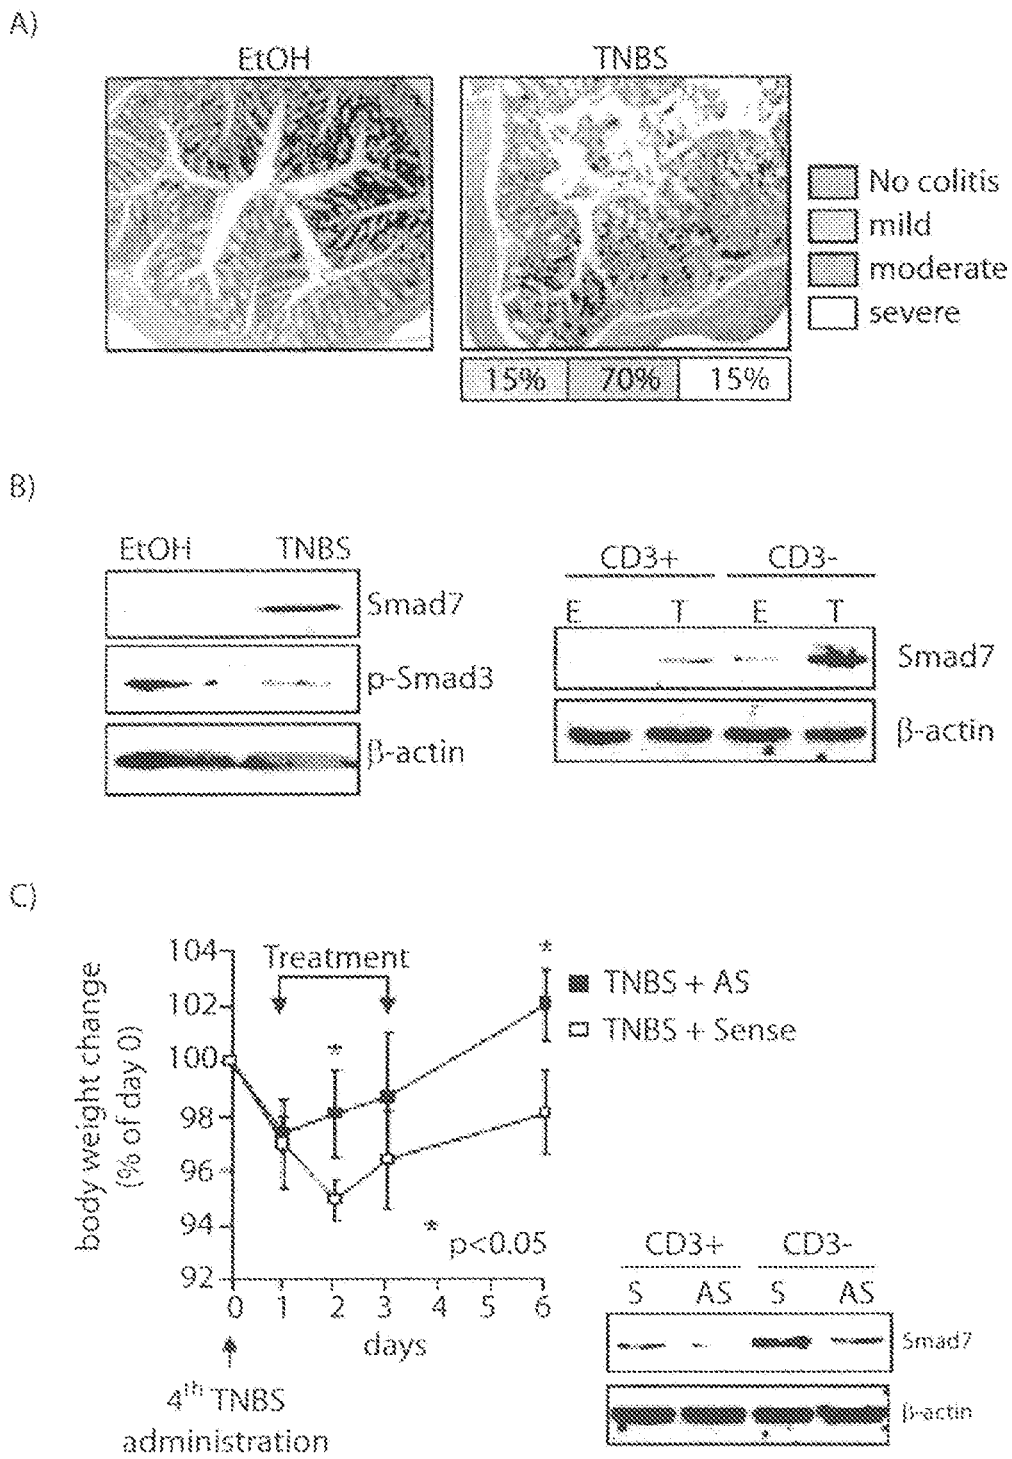 A)
EtOH
TNBS
No colitis
mild
moderate
severe
15% 70% 15%
B)
EtOH TNBS
Smad7
p-Smad3
β-actin
CD3+ CD3-
E T E T
Smad7
β-actin
C)
body weight change
(% of day 0)
104
102
100
98
96
94
92
Treatment
*
*
TNBS + AS
TNBS + Sense
* p<0.05
0 1 2 3 4 5 6
days
4th TNBS
administration
CD3+ CD3-
S AS S AS
Smad7
β-actin